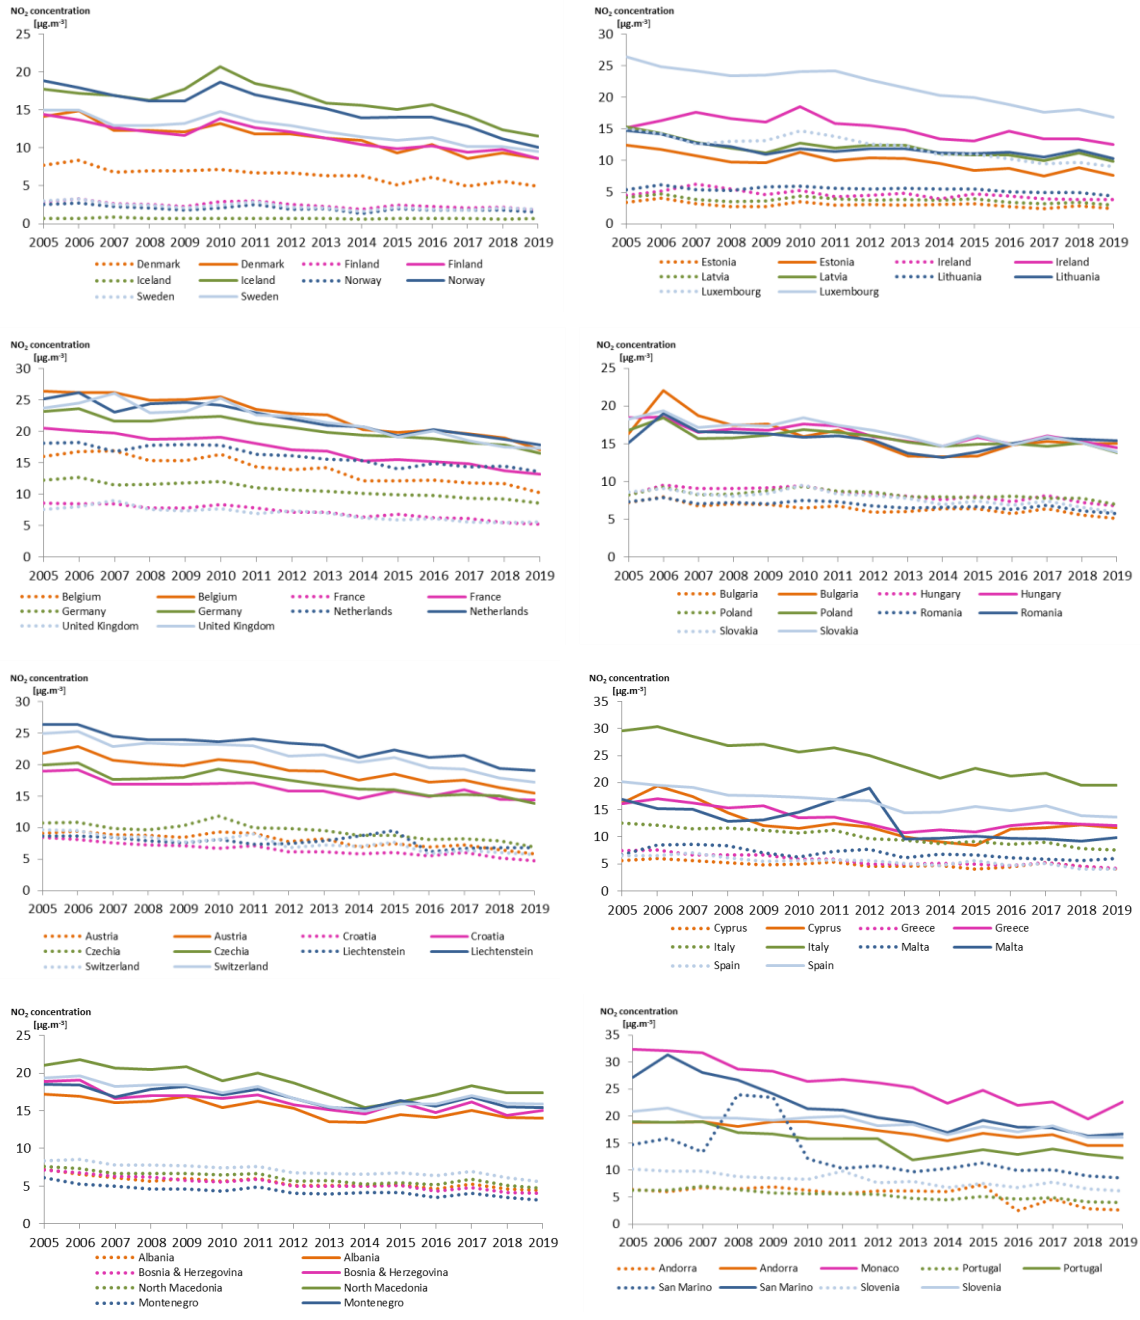 NO2 concentration
[µg.m-3]
25
20
15
10
5
0
2005 2006 2007 2008 2009 2010 2011 2012 2013 2014 2015 2016 2017 2018 2019
Denmark Denmark Finland Finland
Iceland Iceland Norway Norway
Sweden Sweden
NO2 concentration
[µg.m-3]
30
25
20
15
10
5
0
2005 2006 2007 2008 2009 2010 2011 2012 2013 2014 2015 2016 2017 2018 2019
Estonia Estonia Ireland Ireland
Latvia Latvia Lithuania Lithuania
Luxembourg Luxembourg
NO2 concentration
[µg.m-3]
30
25
20
15
10
5
0
2005 2006 2007 2008 2009 2010 2011 2012 2013 2014 2015 2016 2017 2018 2019
Belgium Belgium France France
Germany Germany Netherlands Netherlands
United Kingdom United Kingdom
NO2 concentration
[µg.m-3]
25
20
15
10
5
0
2005 2006 2007 2008 2009 2010 2011 2012 2013 2014 2015 2016 2017 2018 2019
Bulgaria Bulgaria Hungary Hungary
Poland Poland Romania Romania
Slovakia Slovakia
NO2 concentration
[µg.m-3]
30
25
20
15
10
5
0
2005 2006 2007 2008 2009 2010 2011 2012 2013 2014 2015 2016 2017 2018 2019
Austria Austria Croatia Croatia
Czechia Czechia Liechtenstein Liechtenstein
Switzerland Switzerland
NO2 concentration
[µg.m-3]
35
30
25
20
15
10
5
0
2005 2006 2007 2008 2009 2010 2011 2012 2013 2014 2015 2016 2017 2018 2019
Cyprus Cyprus Greece Greece
Italy Italy Malta Malta
Spain Spain
NO2 concentration
[µg.m-3]
25
20
15
10
5
0
2005 2006 2007 2008 2009 2010 2011 2012 2013 2014 2015 2016 2017 2018 2019
Albania Albania
Bosnia & Herzegovina Bosnia & Herzegovina
North Macedonia North Macedonia
Montenegro Montenegro
NO2 concentration
[µg.m-3]
35
30
25
20
15
10
5
0
2005 2006 2007 2008 2009 2010 2011 2012 2013 2014 2015 2016 2017 2018 2019
Andorra Andorra Monaco Portugal Portugal
San Marino San Marino Slovenia Slovenia